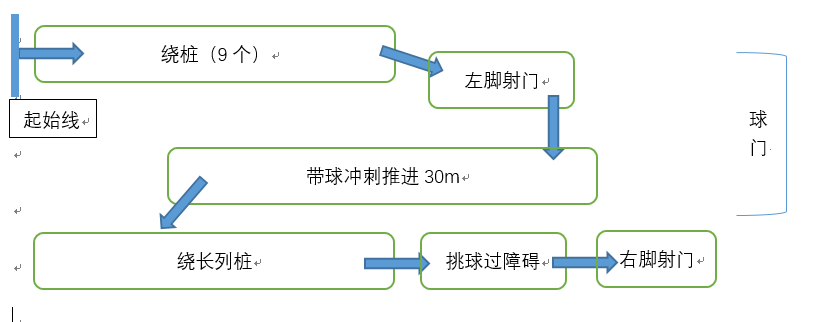 绕桩（9 个）
左脚射门
起始线
球
门
带球冲刺推进 30m
绕长列桩
挑球过障碍
右脚射门